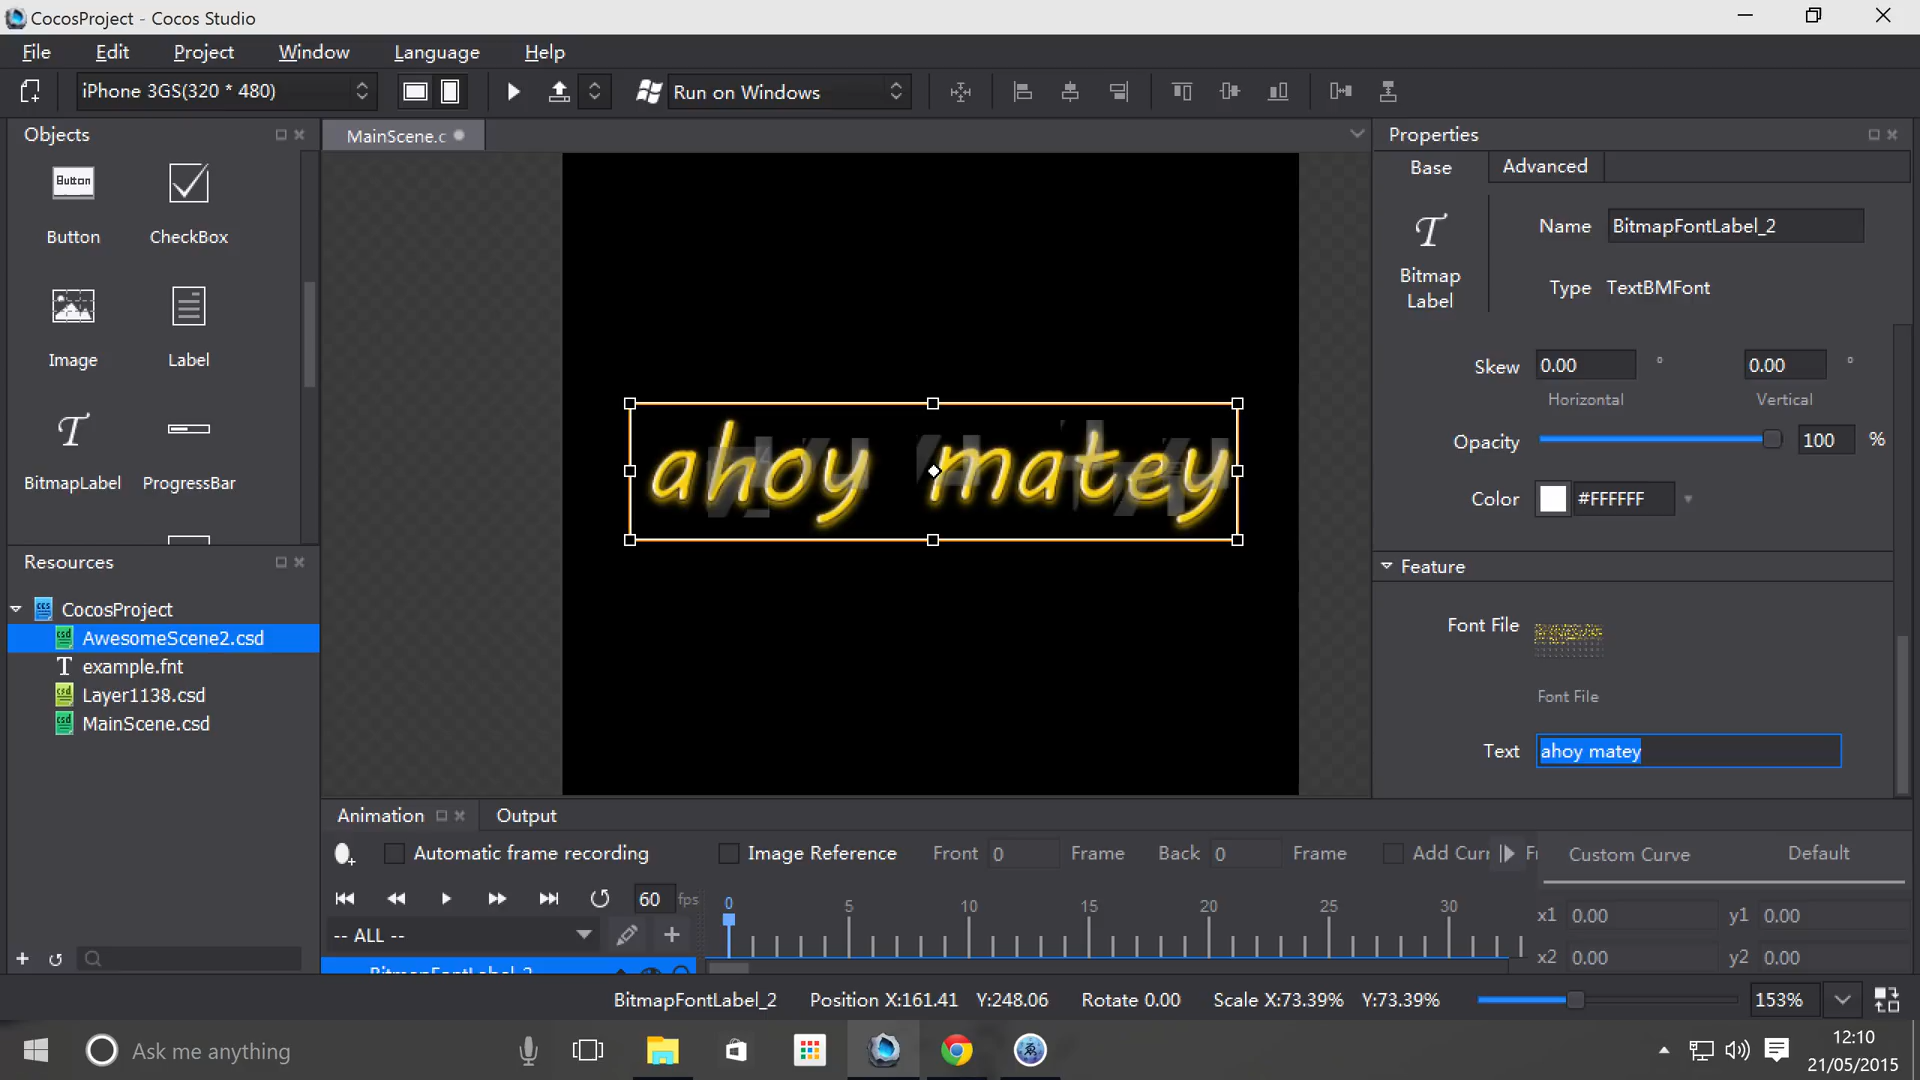 CocosProject - Cocos Studio
File Edit Project Window Language Help
iPhone 3GS(320 * 480)
Run on Windows
Objects
Button
Button
CheckBox
Image
Label
BitmapLabel
ProgressBar
Resources
CocosProject
AwesomeScene2.csd
example.fnt
Layer1138.csd
MainScene.csd
MainScene.c
ahoy matey
Properties
Base Advanced
Bitmap
Label
Name BitmapFontLabel_2
Type TextBMFont
Skew 0.00 ° 0.00 °
Horizontal Vertical
Opacity 100 %
Color #FFFFFF
Feature
Font File
Font File
Text ahoy matey
Animation Output
Automatic frame recording Image Reference Front 0 Frame Back 0 Frame Add Curr Fr
Custom Curve Default
60 fps
0 5 10 15 20 25 30
-- ALL --
x1 0.00 y1 0.00
x2 0.00 y2 0.00
BitmapFontLabel_2
BitmapFontLabel_2 Position X:161.41 Y:248.06 Rotate 0.00 Scale X:73.39% Y:73.39% 153%
Ask me anything
12:10
21/05/2015